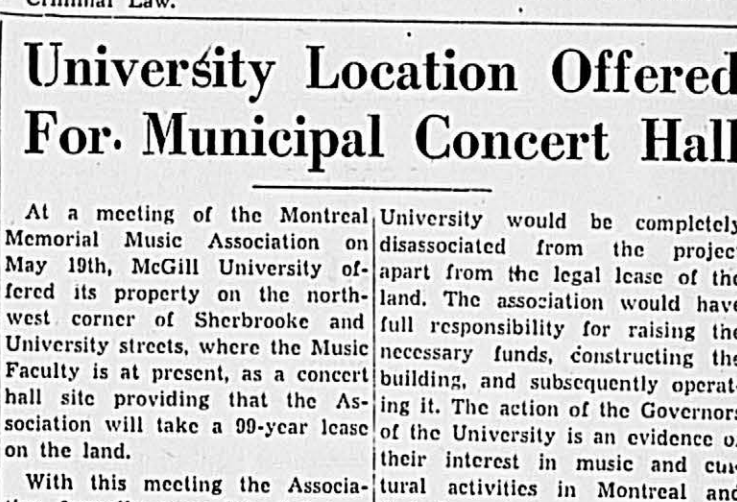 Criminal Law.
University Location Offered
For. Municipal Concert Hall
At a meeting of the Montreal
Memorial Music Association on
May 19th, McGill University of-
fered its property on the north-
west corner of Sherbrooke and
University streets, where the Music
Faculty is at present, as a concert
hall site providing that the As-
sociation will take a 99-year lease
on the land.
With this meeting the Associa-
University would be completely
disassociated from the project
apart from the legal lease of the
land. The association would have
full responsibility for raising the
necessary funds, constructing the
building, and subsequently operat-
ing it. The action of the Governors
of the University is an evidence of
their interest in music and cul-
tural activities in Montreal and